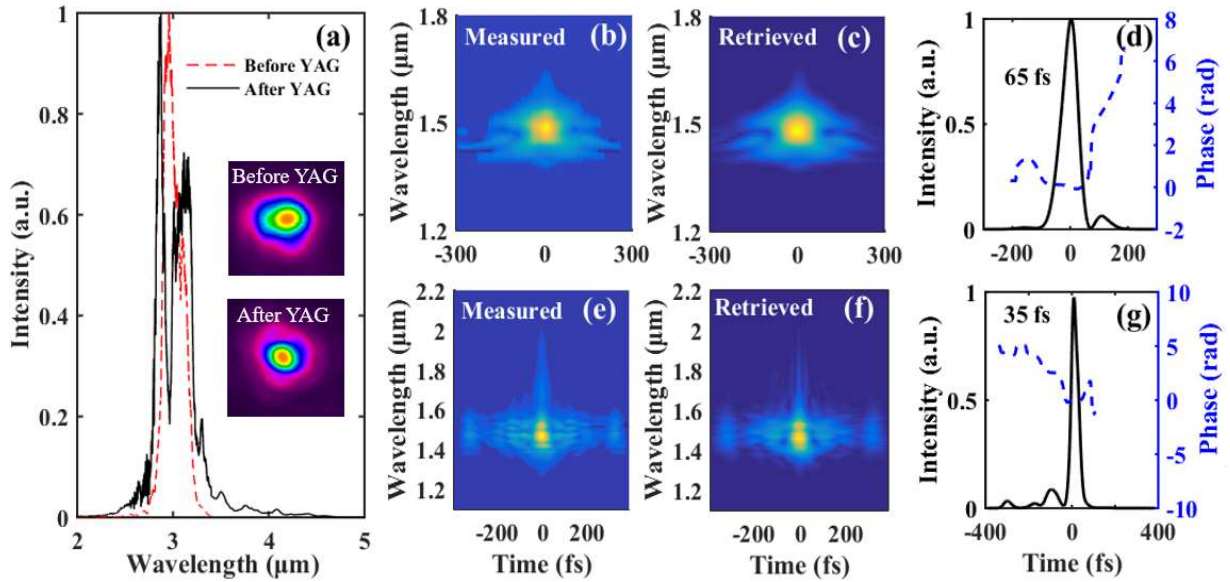 (a)
Before YAG
After YAG
Before YAG
After YAG
Intensity (a.u.)
1
0.8
0.6
0.4
0.2
0
2 3 4 5
Wavelength (µm)
Measured (b)
Wavelength (µm)
1.8
1.5
1.2
-300 0 300
Retrieved (c)
Wavelength (µm)
1.8
1.5
1.2
-300 0 300
(d)
65 fs
Intensity (a.u.)
1
0.5
0
-200 0 200
Phase (rad)
8
6
4
2
0
-2
Measured (e)
Wavelength (µm)
2.2
2
1.8
1.6
1.4
1.2
-200 0 200
Time (fs)
Retrieved (f)
Wavelength (µm)
2.2
2
1.8
1.6
1.4
1.2
-200 0 200
Time (fs)
35 fs (g)
Intensity (a.u.)
1
0.5
0
-400 0 400
Time (fs)
Phase (rad)
10
5
0
-5
-10